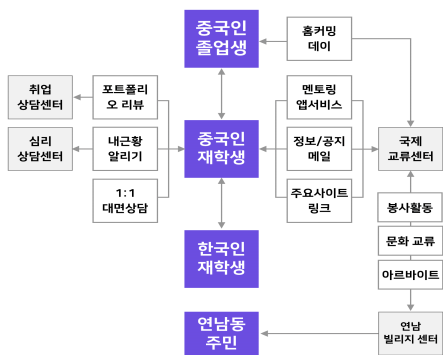 중국인
졸업생
홈커밍
데이
취업
상담센터
포트폴리
오 리뷰
멘토링
앱서비스
심리
상담센터
내근황
알리기
중국인
재학생
정보/공지
메일
국제
교류센터
1:1
대면상담
주요사이트
링크
봉사활동
한국인
재학생
문화 교류
아르바이트
연남동
주민
연남
빌리지 센터